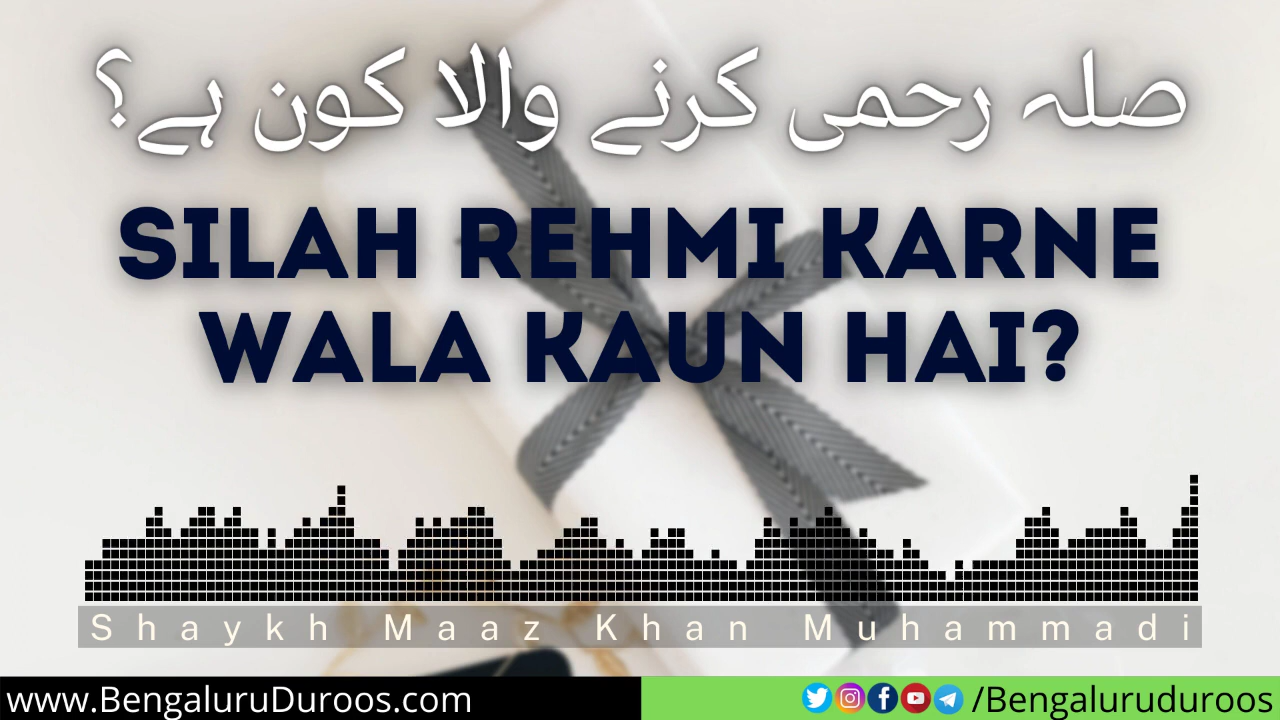 صلہ رحمی کرنے والا کون ہے؟
SILAH REHMI KARNE
WALA KAUN HAI?
Shaykh Maaz Khan Muhammadi
www.BengaluruDuroos.com
/Bengaluruduroos